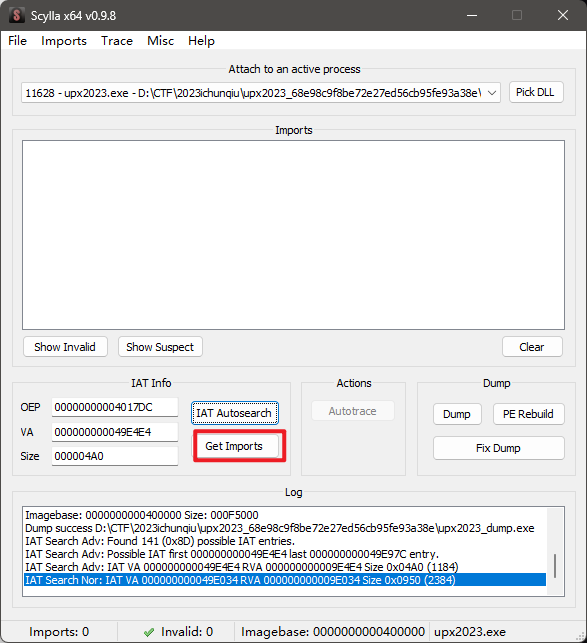 Scylla x64 v0.9.8
File Imports Trace Misc Help
Attach to an active process
11628 - upx2023.exe - D:\CTF\2023ichunqiu\upx2023_68e98c9f8be72e27ed56cb95fe93a38e\
Pick DLL
Imports
Show Invalid Show Suspect Clear
IAT Info
OEP 00000000004017DC IAT Autosearch
VA 000000000049E4E4 Get Imports
Size 000004A0
Actions
Autotrace
Dump
Dump PE Rebuild
Fix Dump
Log
Imagebase: 0000000000400000 Size: 000F5000
Dump success D:\CTF\2023ichunqiu\upx2023_68e98c9f8be72e27ed56cb95fe93a38e\upx2023_dump.exe
IAT Search Adv: Found 141 (0x8D) possible IAT entries.
IAT Search Adv: Possible IAT first 000000000049E4E4 last 000000000049E97C entry.
IAT Search Adv: IAT VA 000000000049E4E4 RVA 000000000009E4E4 Size 0x04A0 (1184)
IAT Search Nor: IAT VA 000000000049E034 RVA 000000000009E034 Size 0x0950 (2384)
Imports: 0 Invalid: 0 Imagebase: 0000000000400000 upx2023.exe